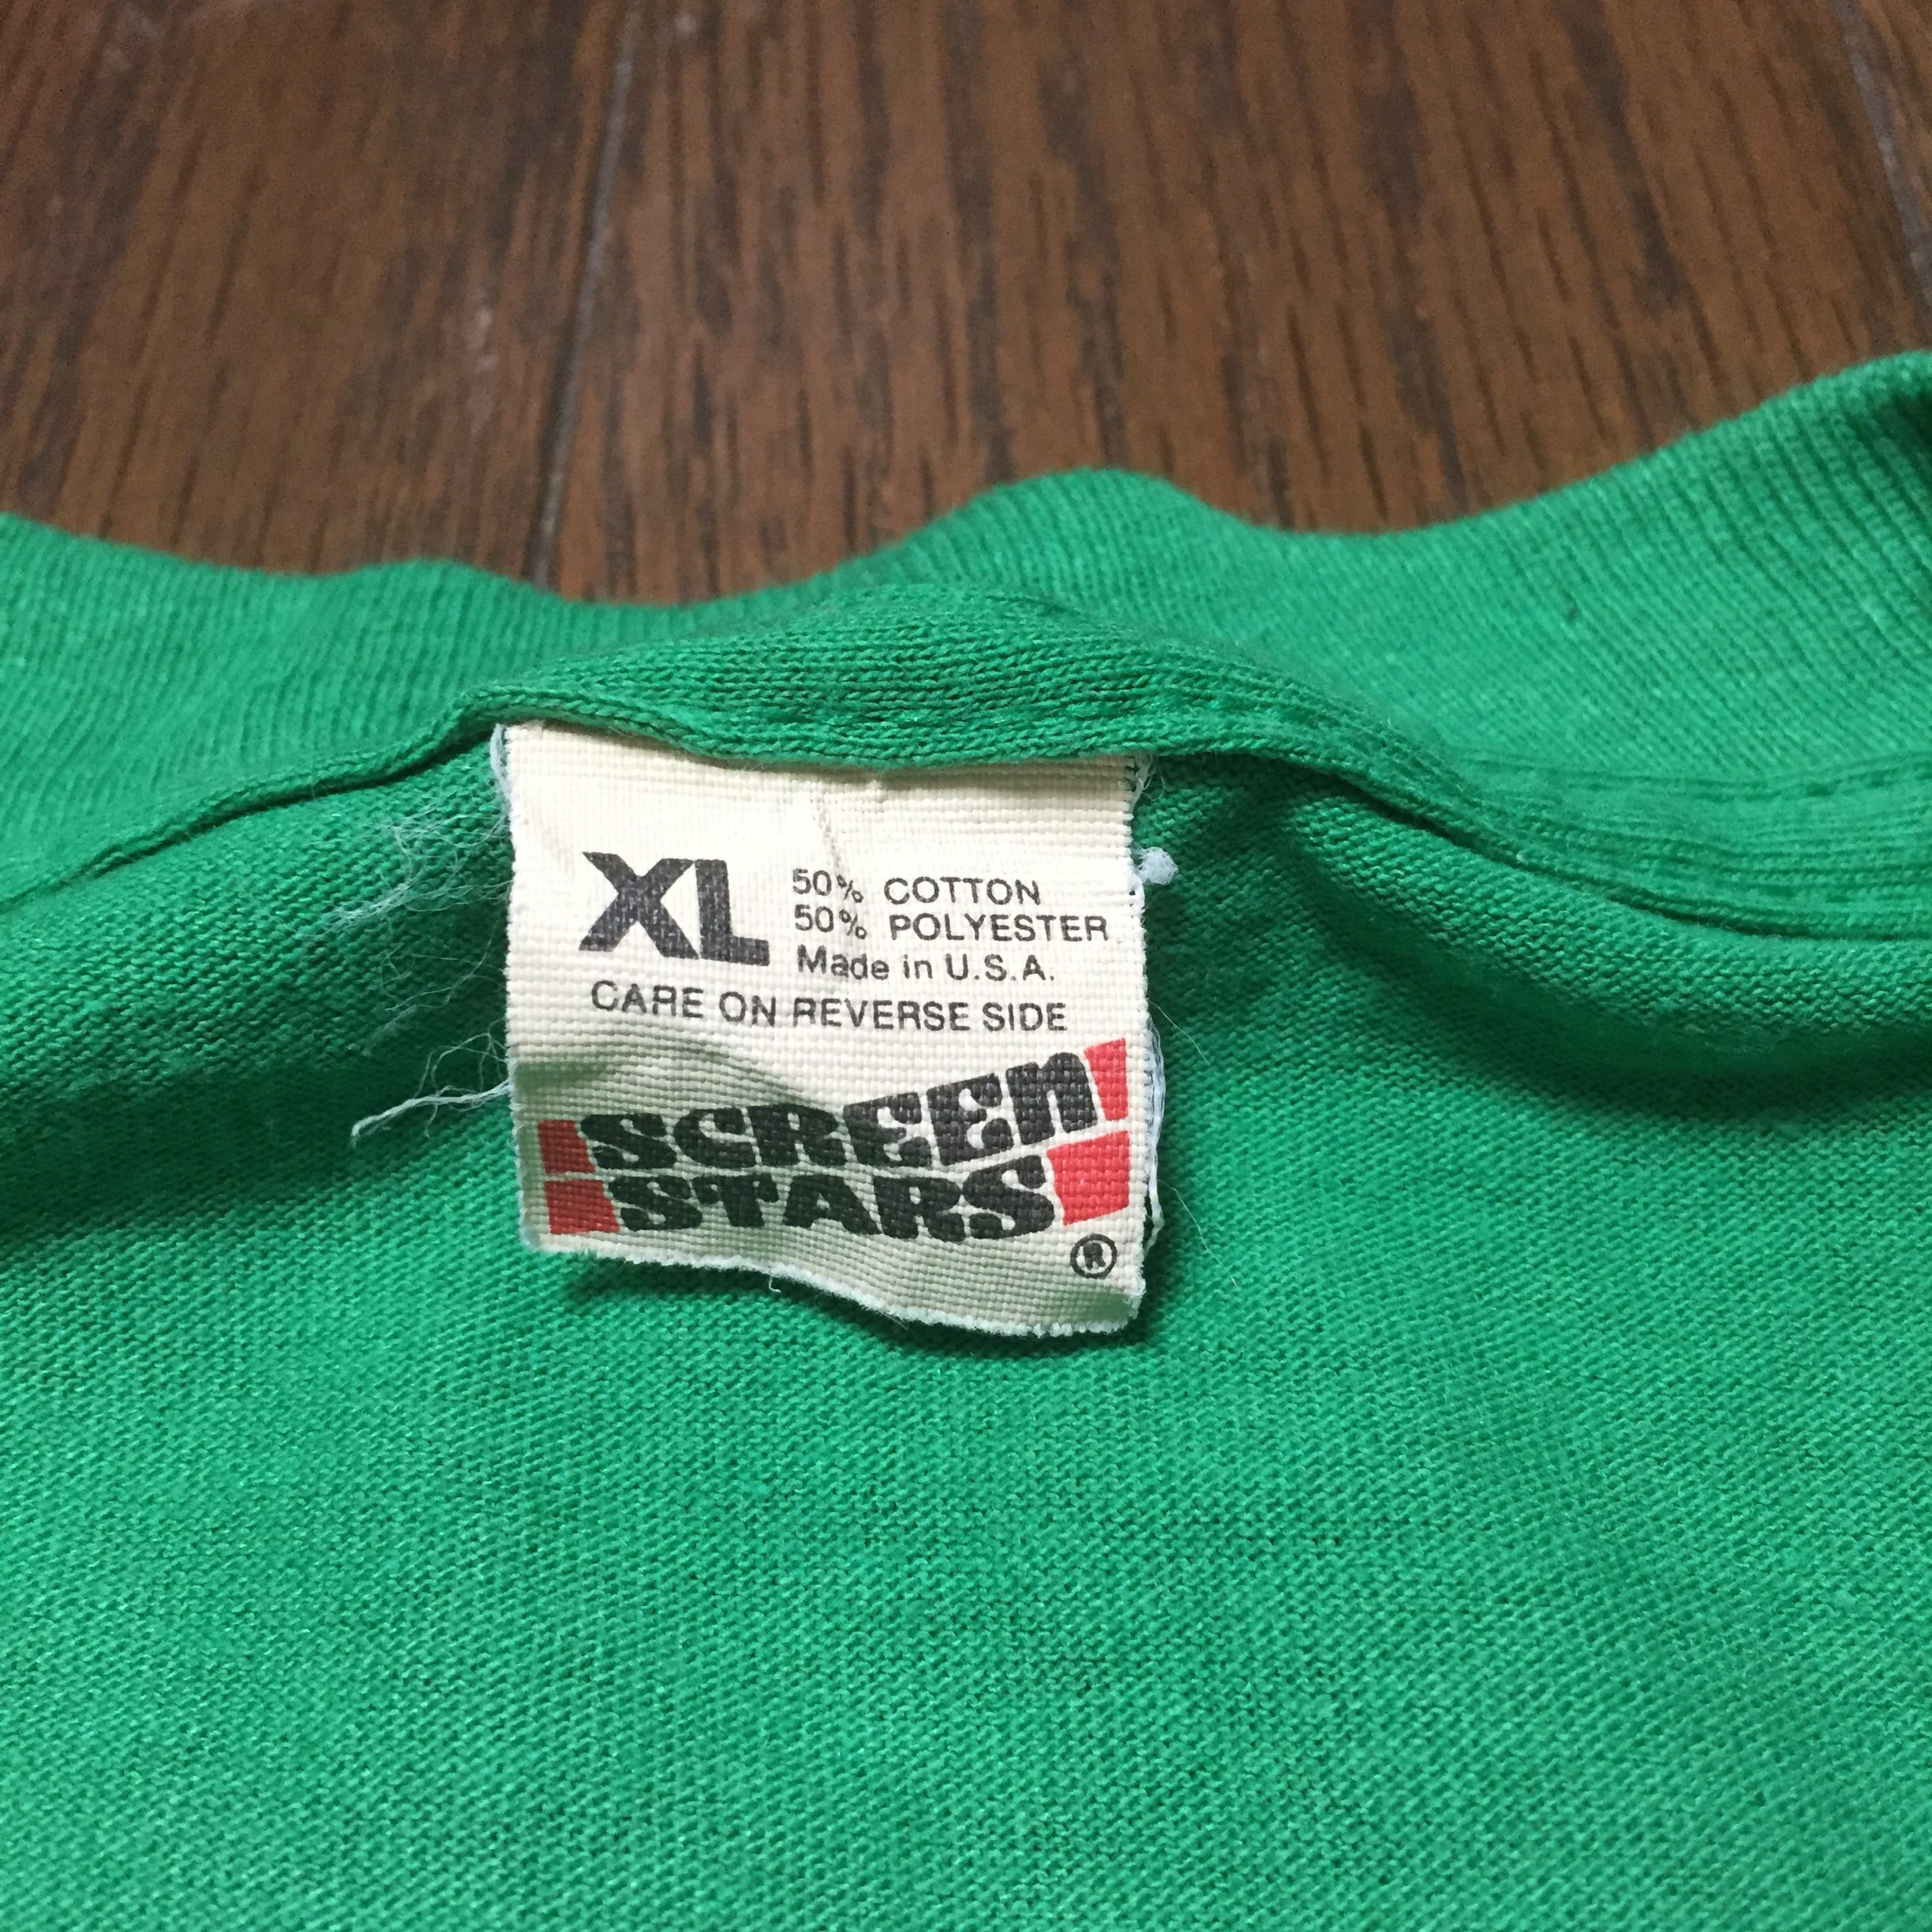 XL
50% COTTON
50% POLYESTER
Made in U.S.A.
CARE ON REVERSE SIDE
SCREEN
STARS
®